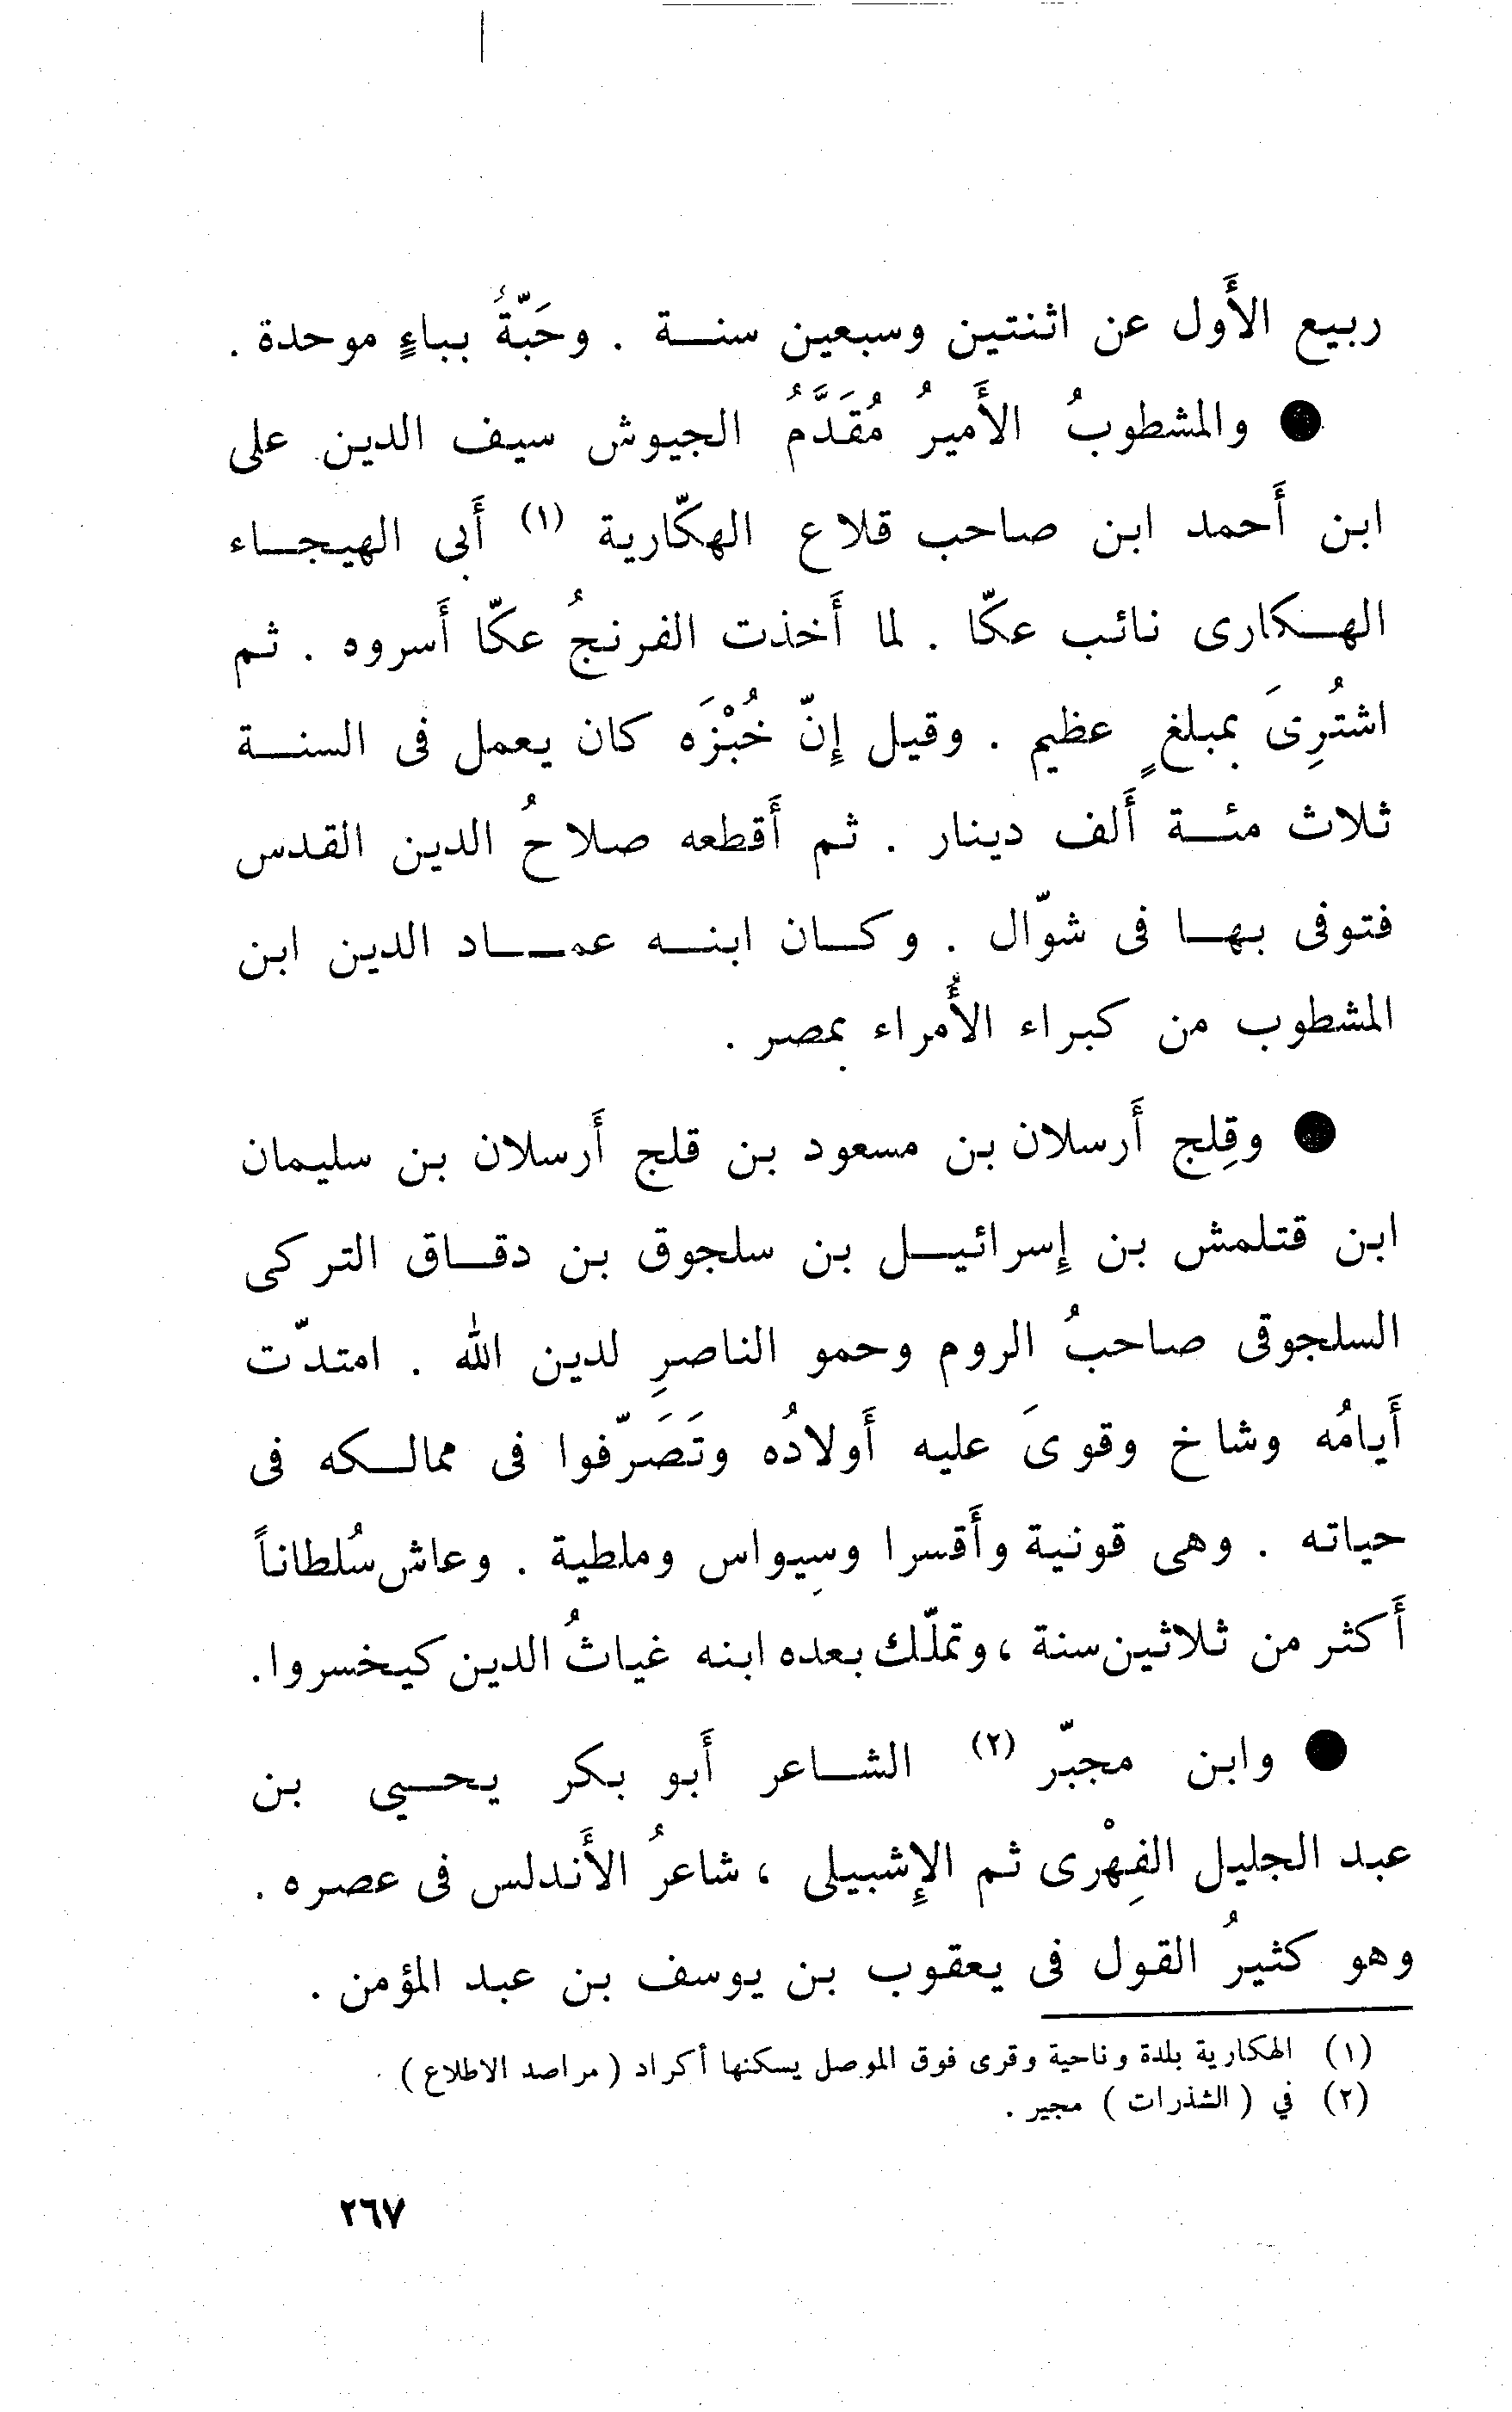 ربيع الأَول عن اثنتين وسبعين سنة . وحَبّةُ بباءٍ موحدة .
● والمشطوبُ الأَميرُ مُقَدَّمُ الجيوش سيف الدين على
ابن أَحمد ابن صاحب قلاع الهكّارية (١) أَبى الهيجاء
الهكارى نائب عكّا . لما أَخذت الفرنجُ عكّا أَسروه . ثم
اشتُرِىَ بمبلغٍ عظيم . وقيل إِنّ خُبْزَه كان يعمل فى السنة
ثلاث مئة أَلف دينار . ثم أَقطعه صلاحُ الدين القدس
فتوفى بها فى شوّال . وكان ابنه عماد الدين ابن
المشطوب من كبراء الأُمراء بمصر .
● وقِلج أَرسلان بن مسعود بن قلج أَرسلان بن سليمان
ابن قتلمش بن إِسرائيل بن سلجوق بن دقاق التركى
السلجوقى صاحبُ الروم وحمو الناصرِ لدين الله . امتدّت
أَيامُه وشاخ وقوىَ عليه أَولادُه وتَصَرّفوا فى ممالكه فى
حياته . وهى قونية وأَقسرا وسِيواس وملطية . وعاش سُلطاناً
أَكثر من ثلاثين سنة ، وتملّك بعده ابنه غياثُ الدين كيخسروا .
● وابن مجبّر (٢) الشاعر أَبو بكر يحيى بن
عبد الجليل الفِهْرى ثم الإِشبيلى ، شاعرُ الأَندلس فى عصره .
وهو كثيرُ القول فى يعقوب بن يوسف بن عبد المؤمن .
(١) الهكارية بلدة وناحية وقرى فوق الموصل يسكنها أكراد ( مراصد الاطلاع ) .
(٢) في ( الشذرات ) مجير .
٢٦٧